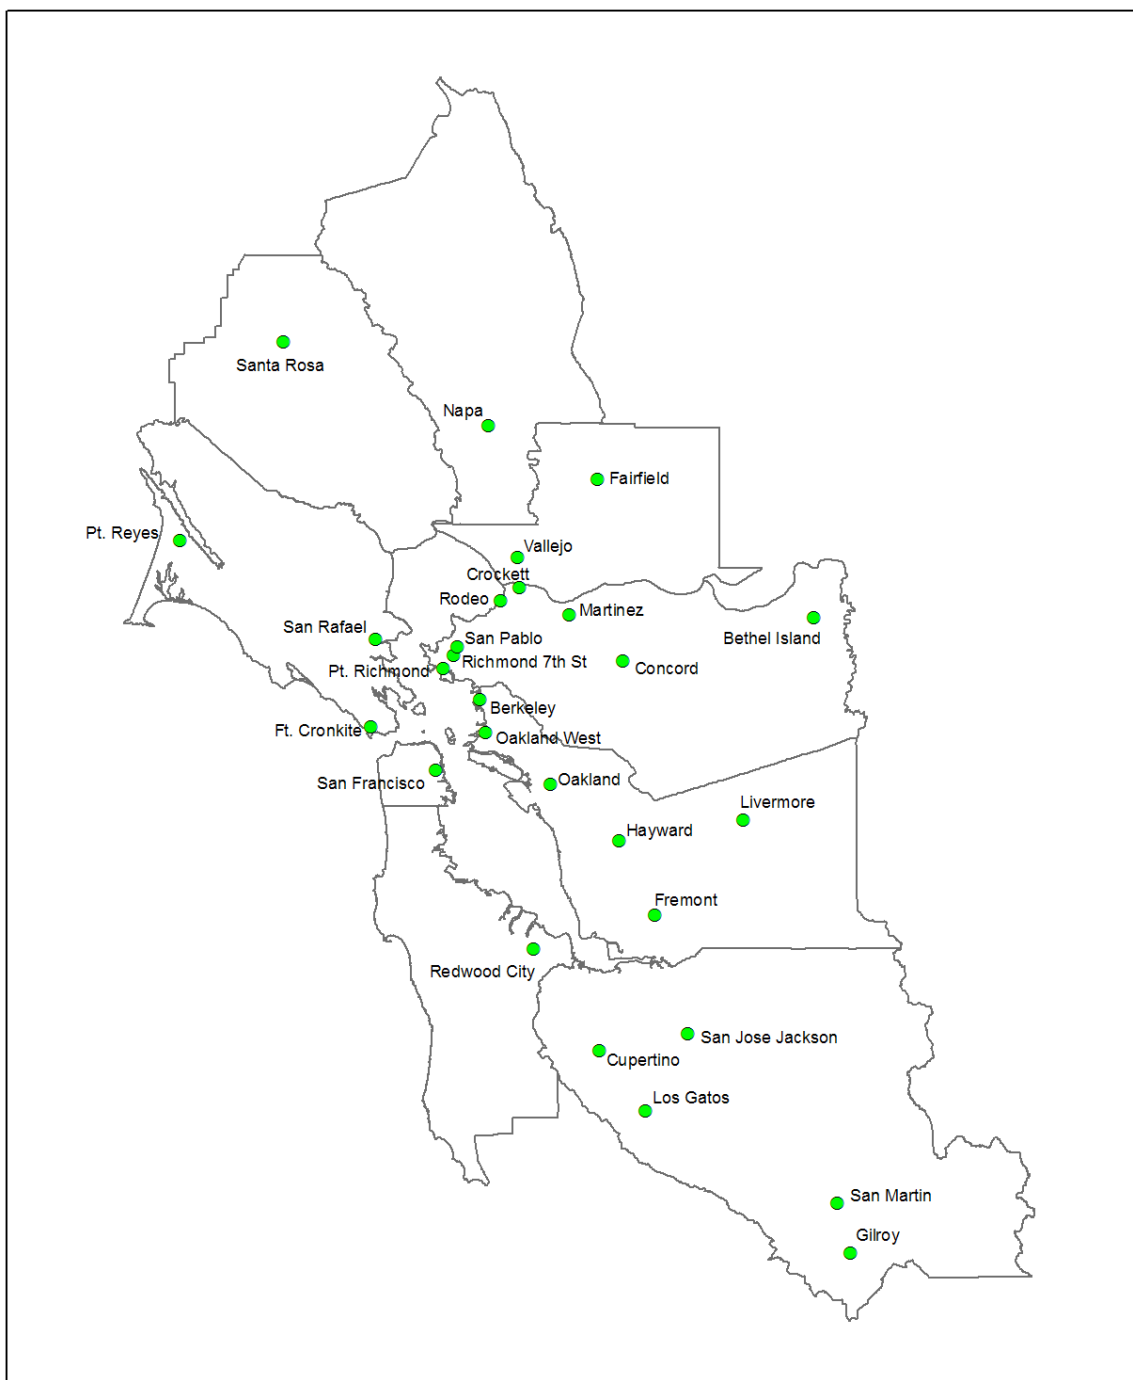 Santa Rosa
Napa
Fairfield
Pt. Reyes
Vallejo
Crockett
Rodeo
Martinez
Bethel Island
San Rafael
San Pablo
Richmond 7th St
Pt. Richmond
Concord
Berkeley
Ft. Cronkite
Oakland West
San Francisco
Oakland
Livermore
Hayward
Fremont
Redwood City
San Jose Jackson
Cupertino
Los Gatos
San Martin
Gilroy